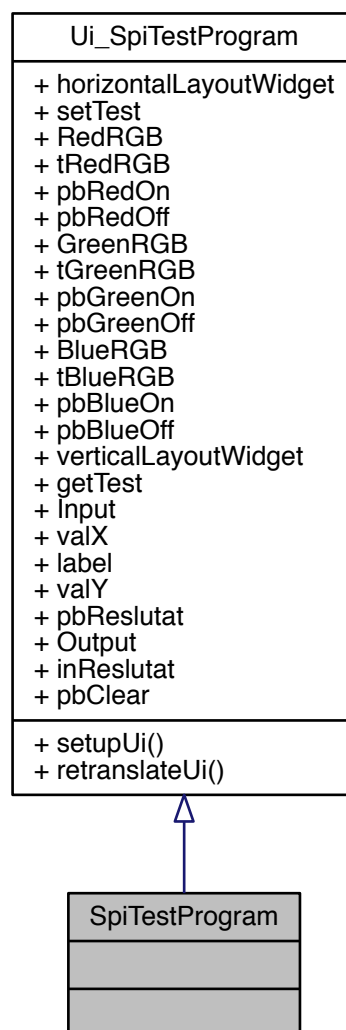 Ui_SpiTestProgram
+ horizontalLayoutWidget
+ setTest
+ RedRGB
+ tRedRGB
+ pbRedOn
+ pbRedOff
+ GreenRGB
+ tGreenRGB
+ pbGreenOn
+ pbGreenOff
+ BlueRGB
+ tBlueRGB
+ pbBlueOn
+ pbBlueOff
+ verticalLayoutWidget
+ getTest
+ Input
+ valX
+ label
+ valY
+ pbReslutat
+ Output
+ inReslutat
+ pbClear
+ setupUi()
+ retranslateUi()
SpiTestProgram